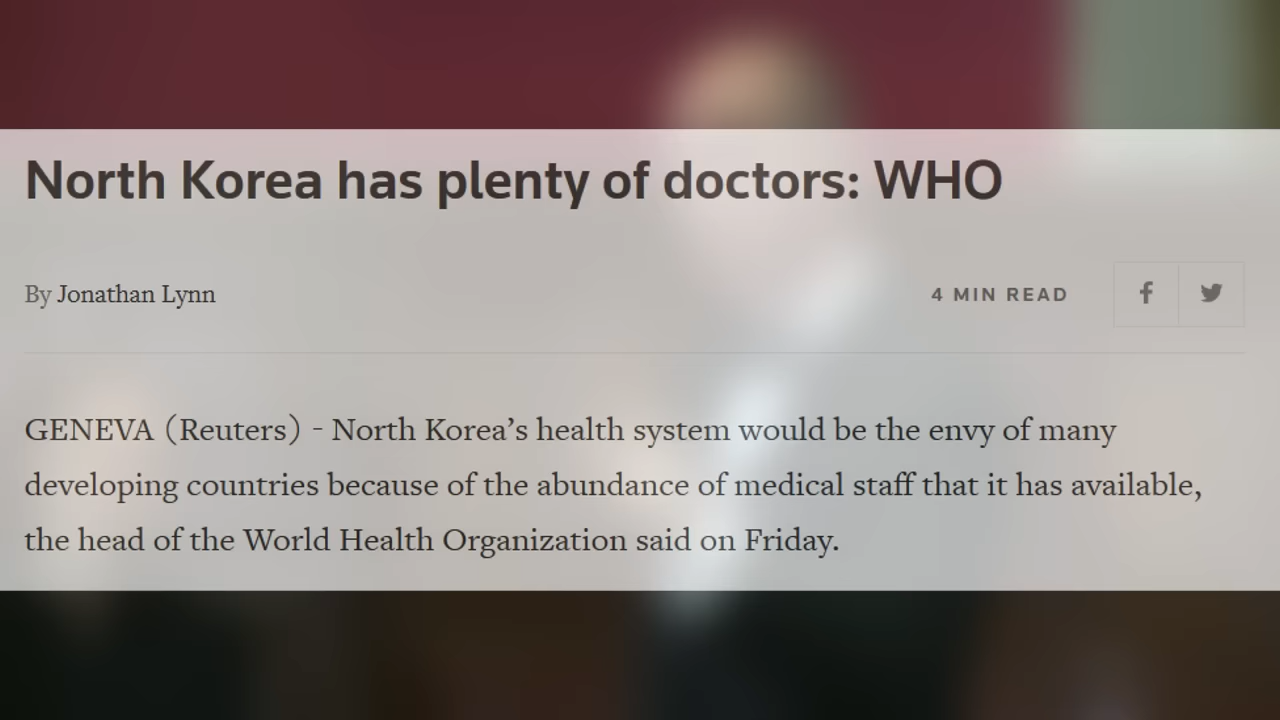 North Korea has plenty of doctors: WHO
By Jonathan Lynn
4 MIN READ
GENEVA (Reuters) - North Korea’s health system would be the envy of many
developing countries because of the abundance of medical staff that it has available,
the head of the World Health Organization said on Friday.